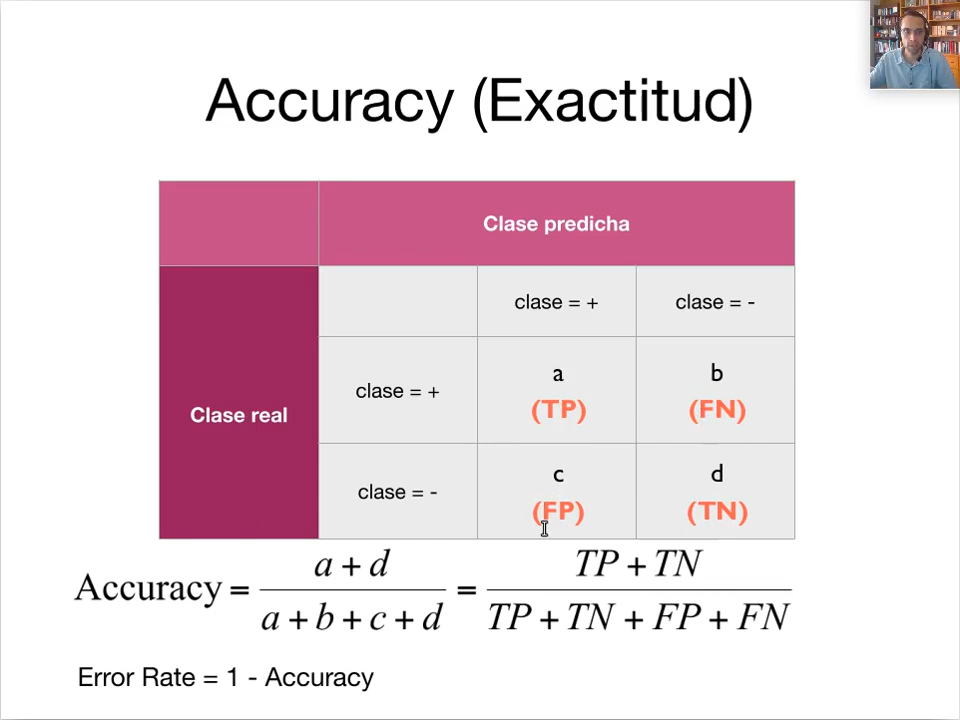 Accuracy (Exactitud)
Clase predicha
clase = +
clase = -
Clase real
clase = +
a
(TP)
b
(FN)
clase = -
c
(FP)
d
(TN)
Accuracy = a + d / a + b + c + d = TP + TN / TP + TN + FP + FN
Error Rate = 1 - Accuracy